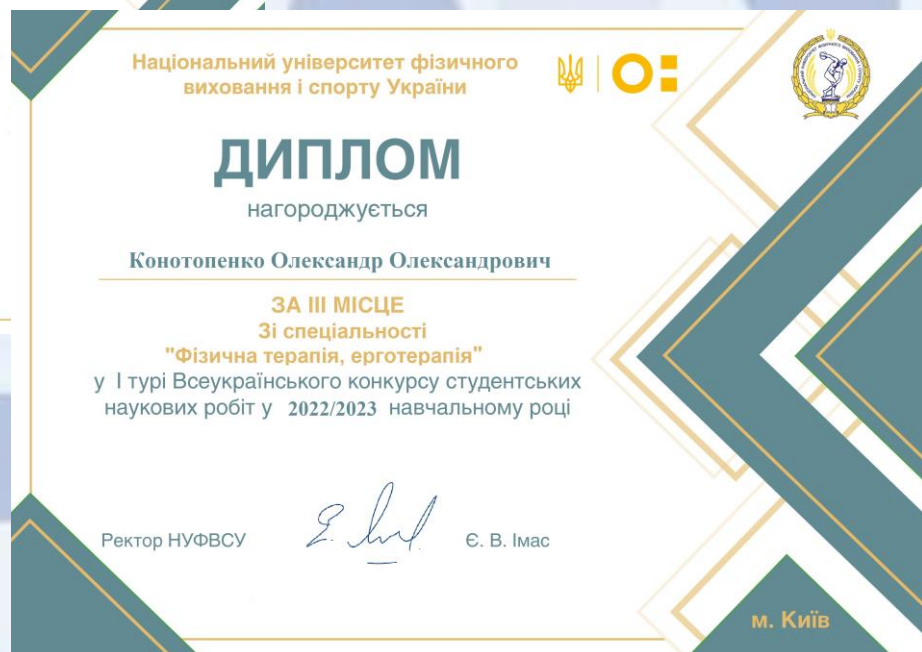 Національний університет фізичного
виховання і спорту України
ДИПЛОМ
нагороджується
Конотопенко Олександр Олександрович
ЗА ІІІ МІСЦЕ
Зі спеціальності
"Фізична терапія, ерготерапія"
у І турі Всеукраїнського конкурсу студентських
наукових робіт у 2022/2023 навчальному році
Ректор НУФВСУ Є. В. Імас
м. Київ